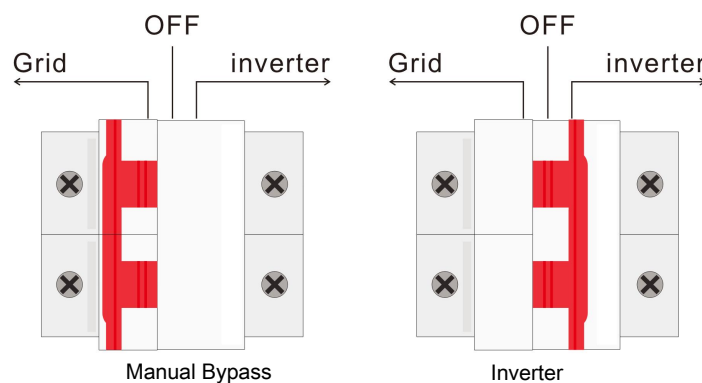 OFF
Grid
inverter
Manual Bypass
OFF
Grid
inverter
Inverter